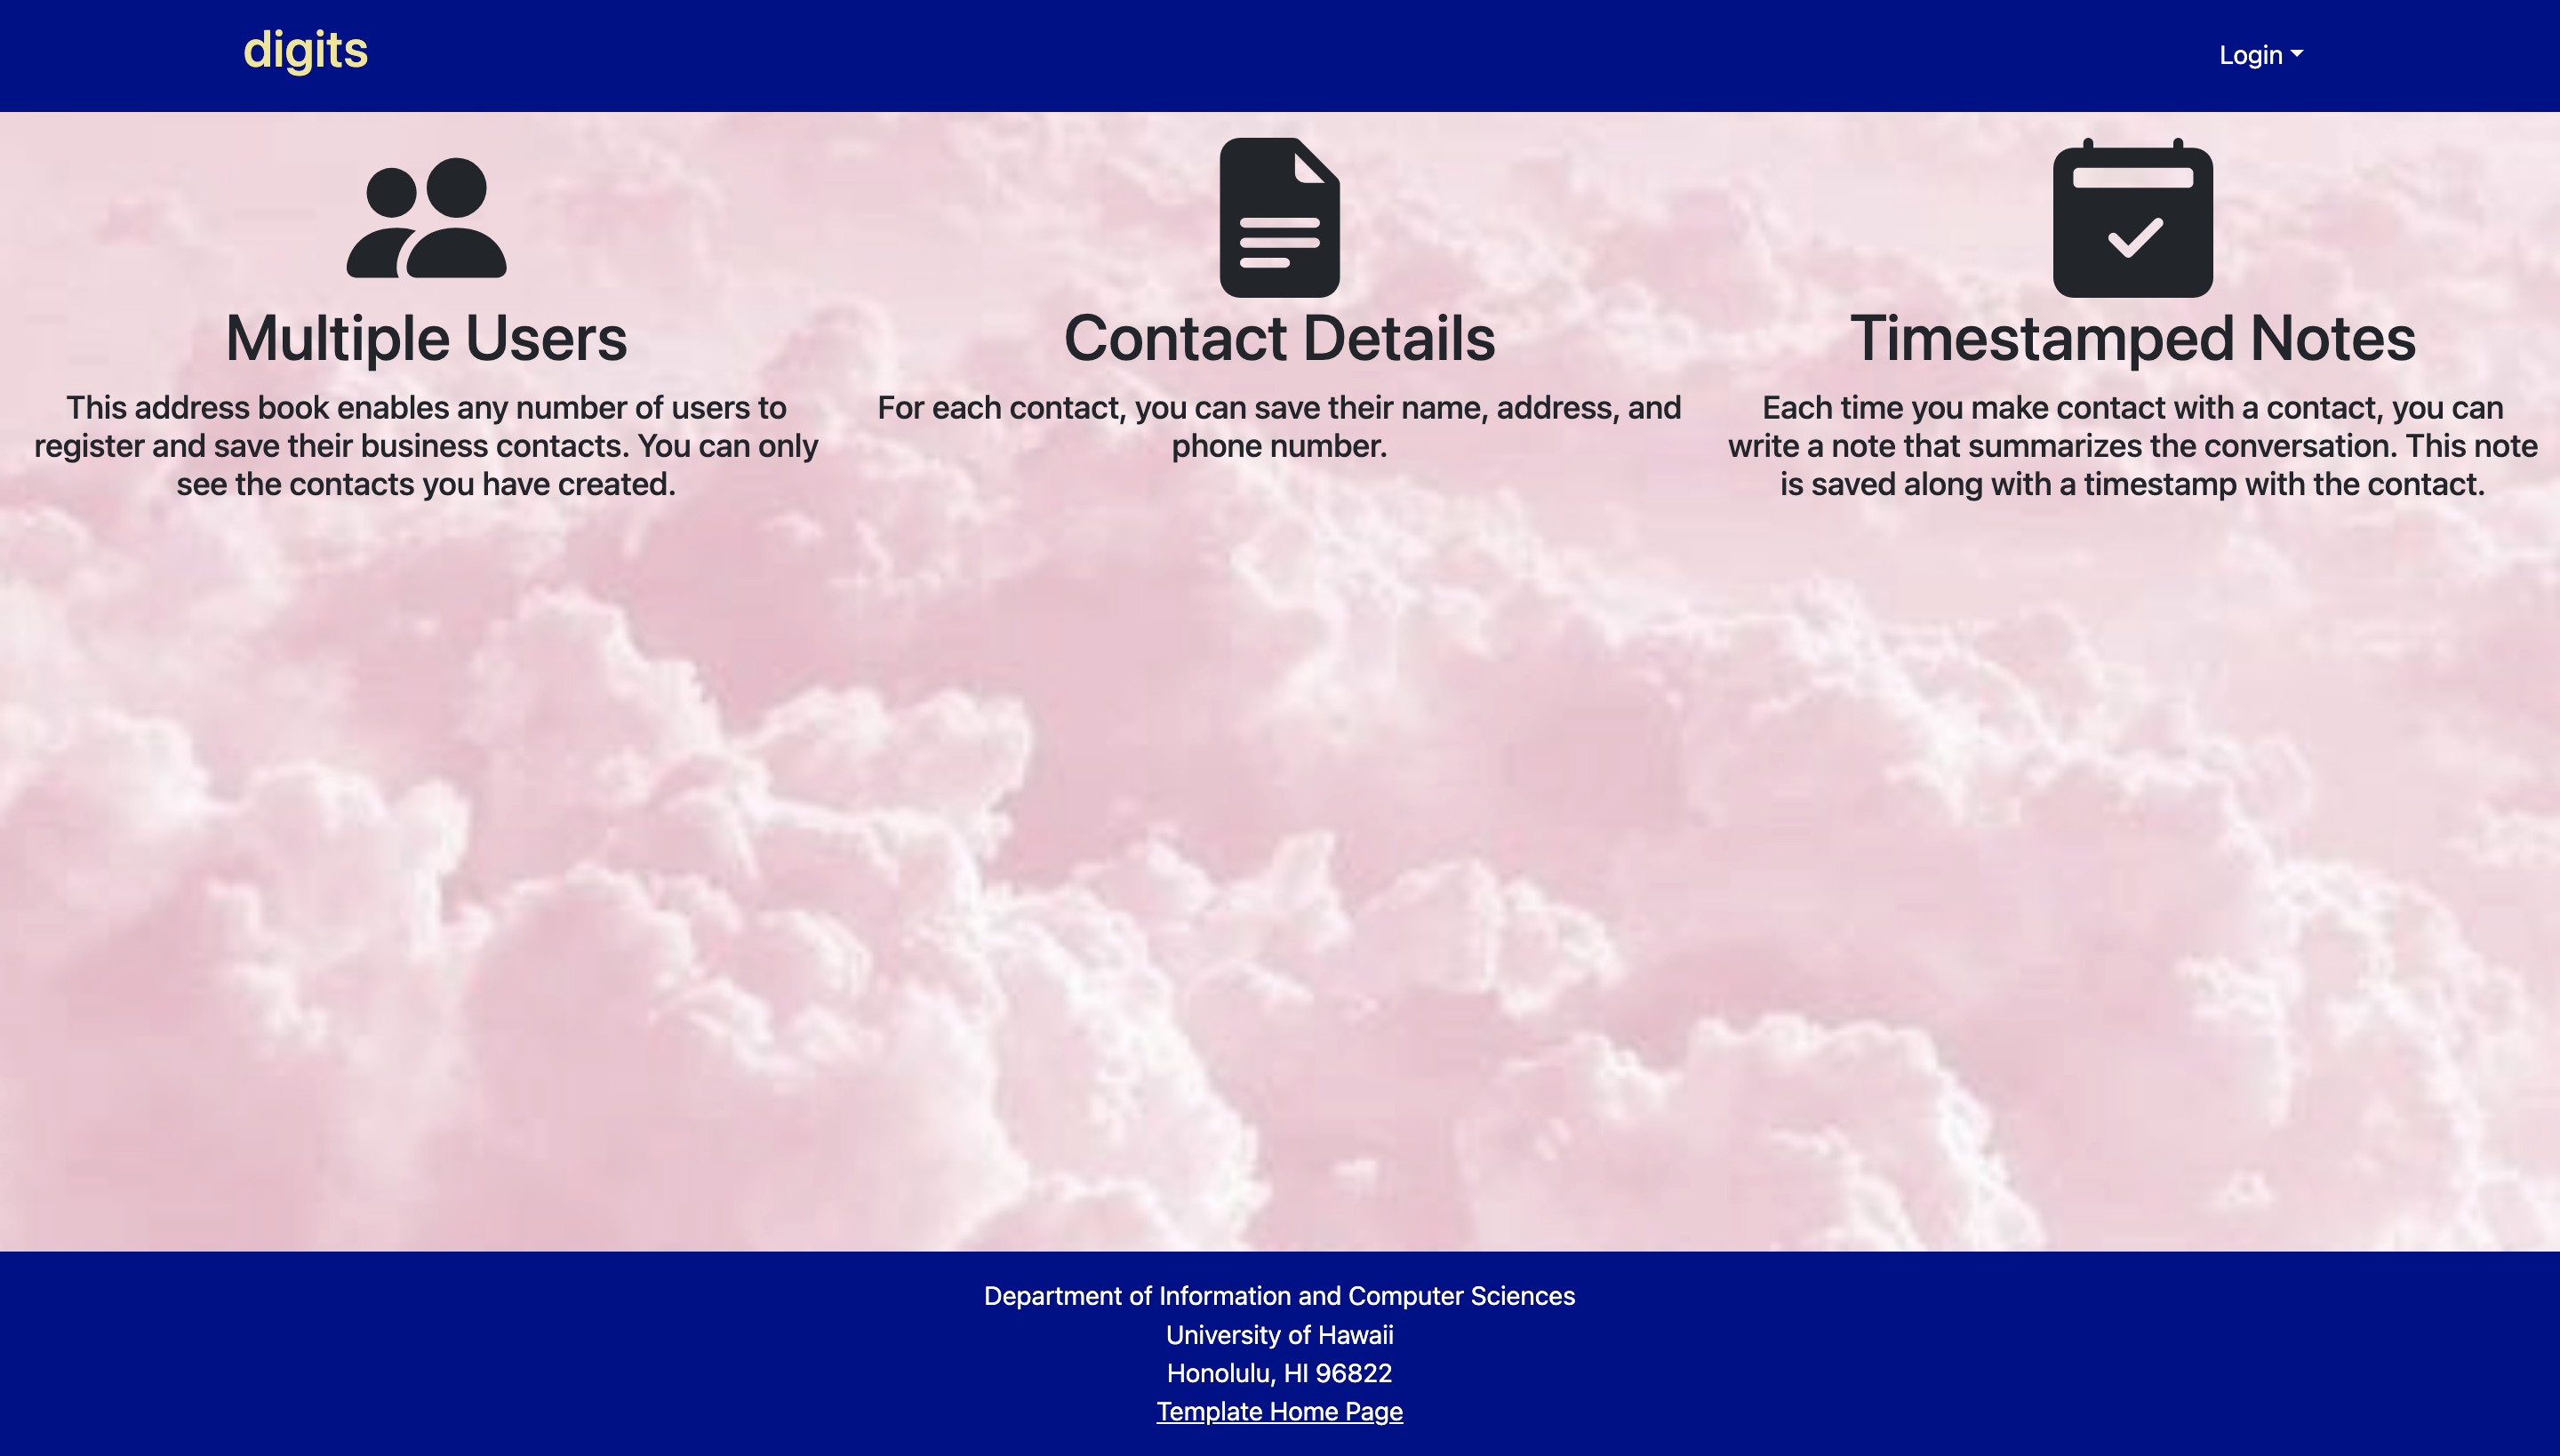 digits
Login
Multiple Users
This address book enables any number of users to
register and save their business contacts. You can only
see the contacts you have created.
Contact Details
For each contact, you can save their name, address, and
phone number.
Timestamped Notes
Each time you make contact with a contact, you can
write a note that summarizes the conversation. This note
is saved along with a timestamp with the contact.
Department of Information and Computer Sciences
University of Hawaii
Honolulu, HI 96822
Template Home Page